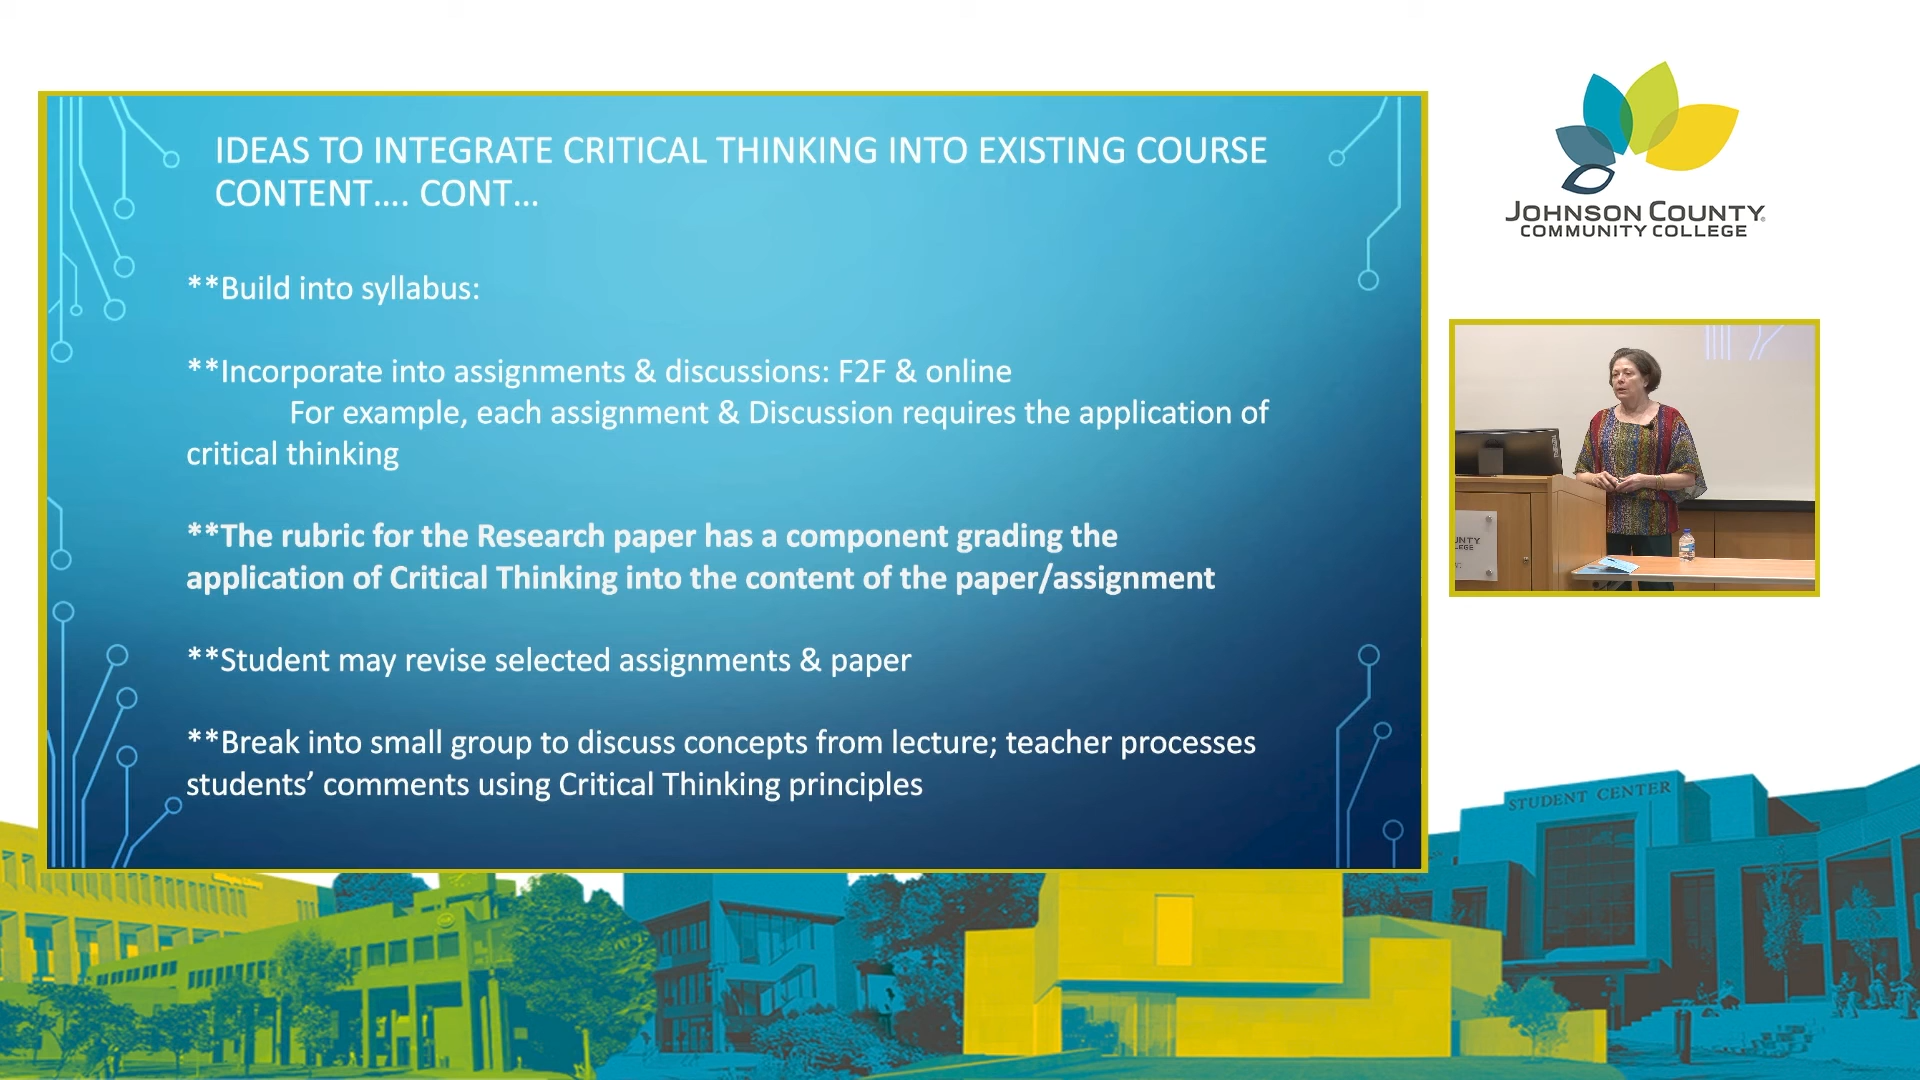 IDEAS TO INTEGRATE CRITICAL THINKING INTO EXISTING COURSE
CONTENT.... CONT...
**Build into syllabus:
**Incorporate into assignments & discussions: F2F & online
For example, each assignment & Discussion requires the application of
critical thinking
**The rubric for the Research paper has a component grading the
application of Critical Thinking into the content of the paper/assignment
**Student may revise selected assignments & paper
**Break into small group to discuss concepts from lecture; teacher processes
students’ comments using Critical Thinking principles
JOHNSON COUNTY®
COMMUNITY COLLEGE
STUDENT CENTER